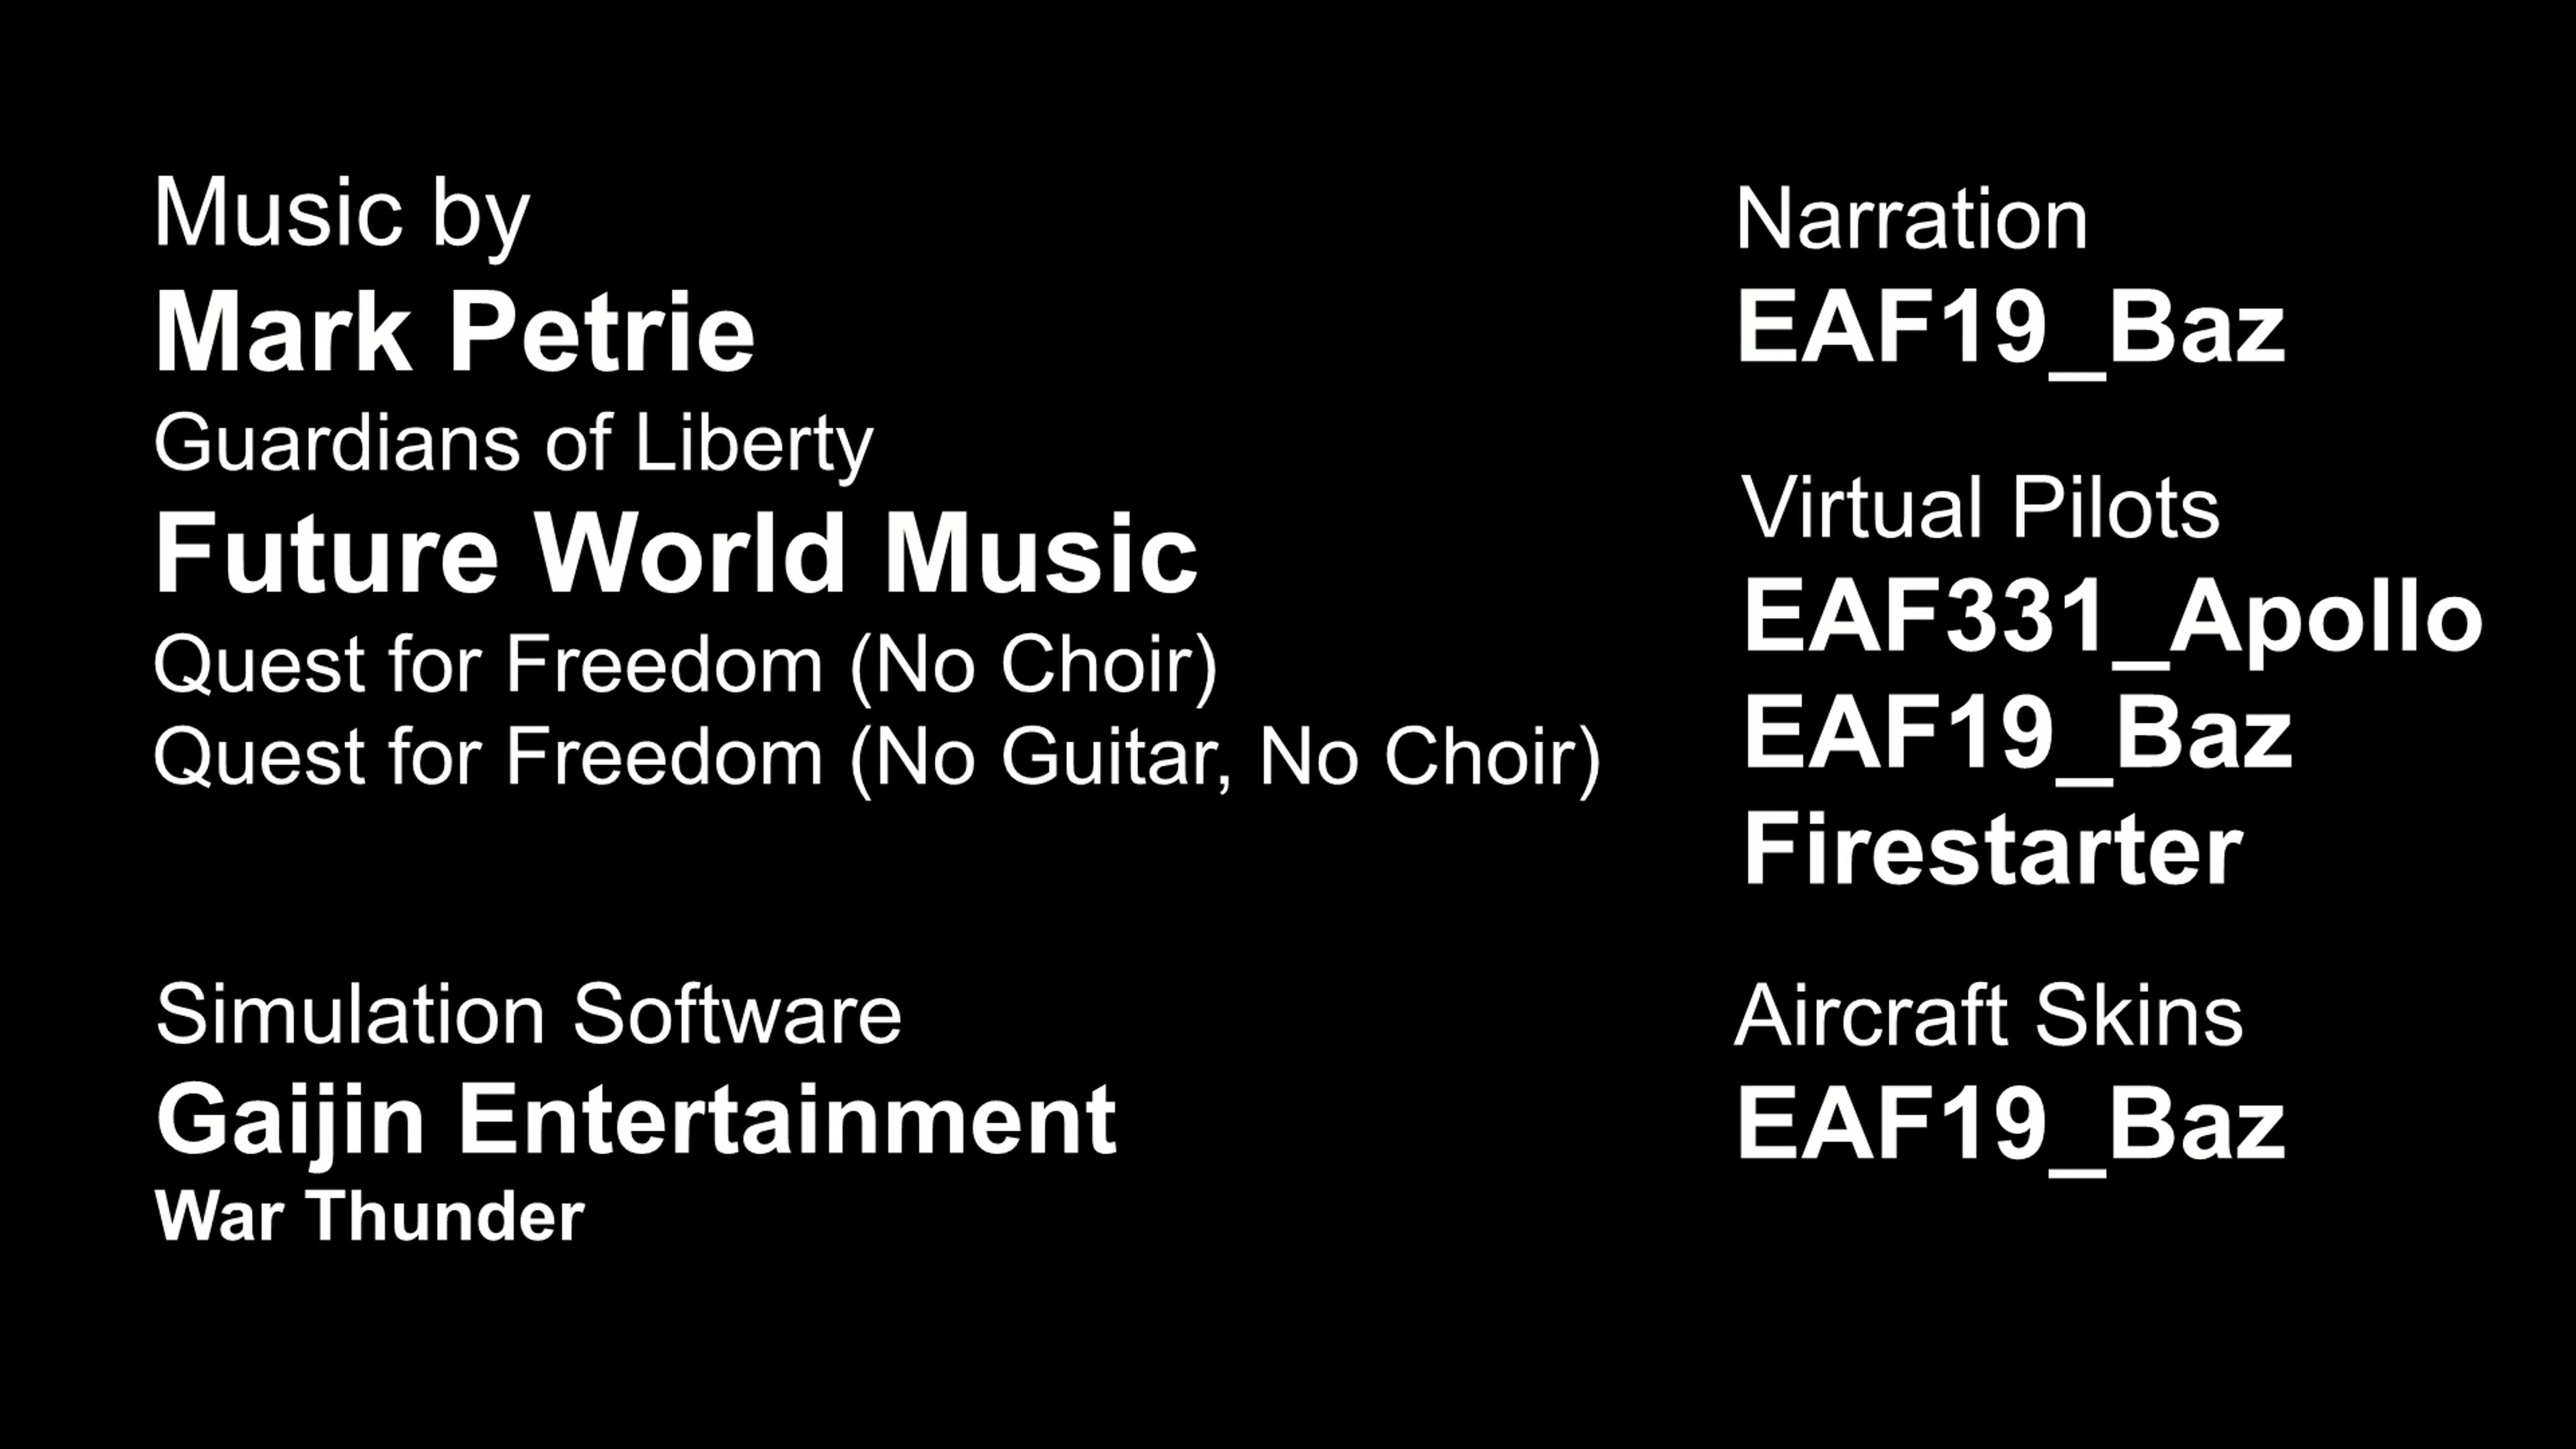 Music by
Mark Petrie
Guardians of Liberty
Future World Music
Quest for Freedom (No Choir)
Quest for Freedom (No Guitar, No Choir)
Simulation Software
Gaijin Entertainment
War Thunder
Narration
EAF19_Baz
Virtual Pilots
EAF331_Apollo
EAF19_Baz
Firestarter
Aircraft Skins
EAF19_Baz